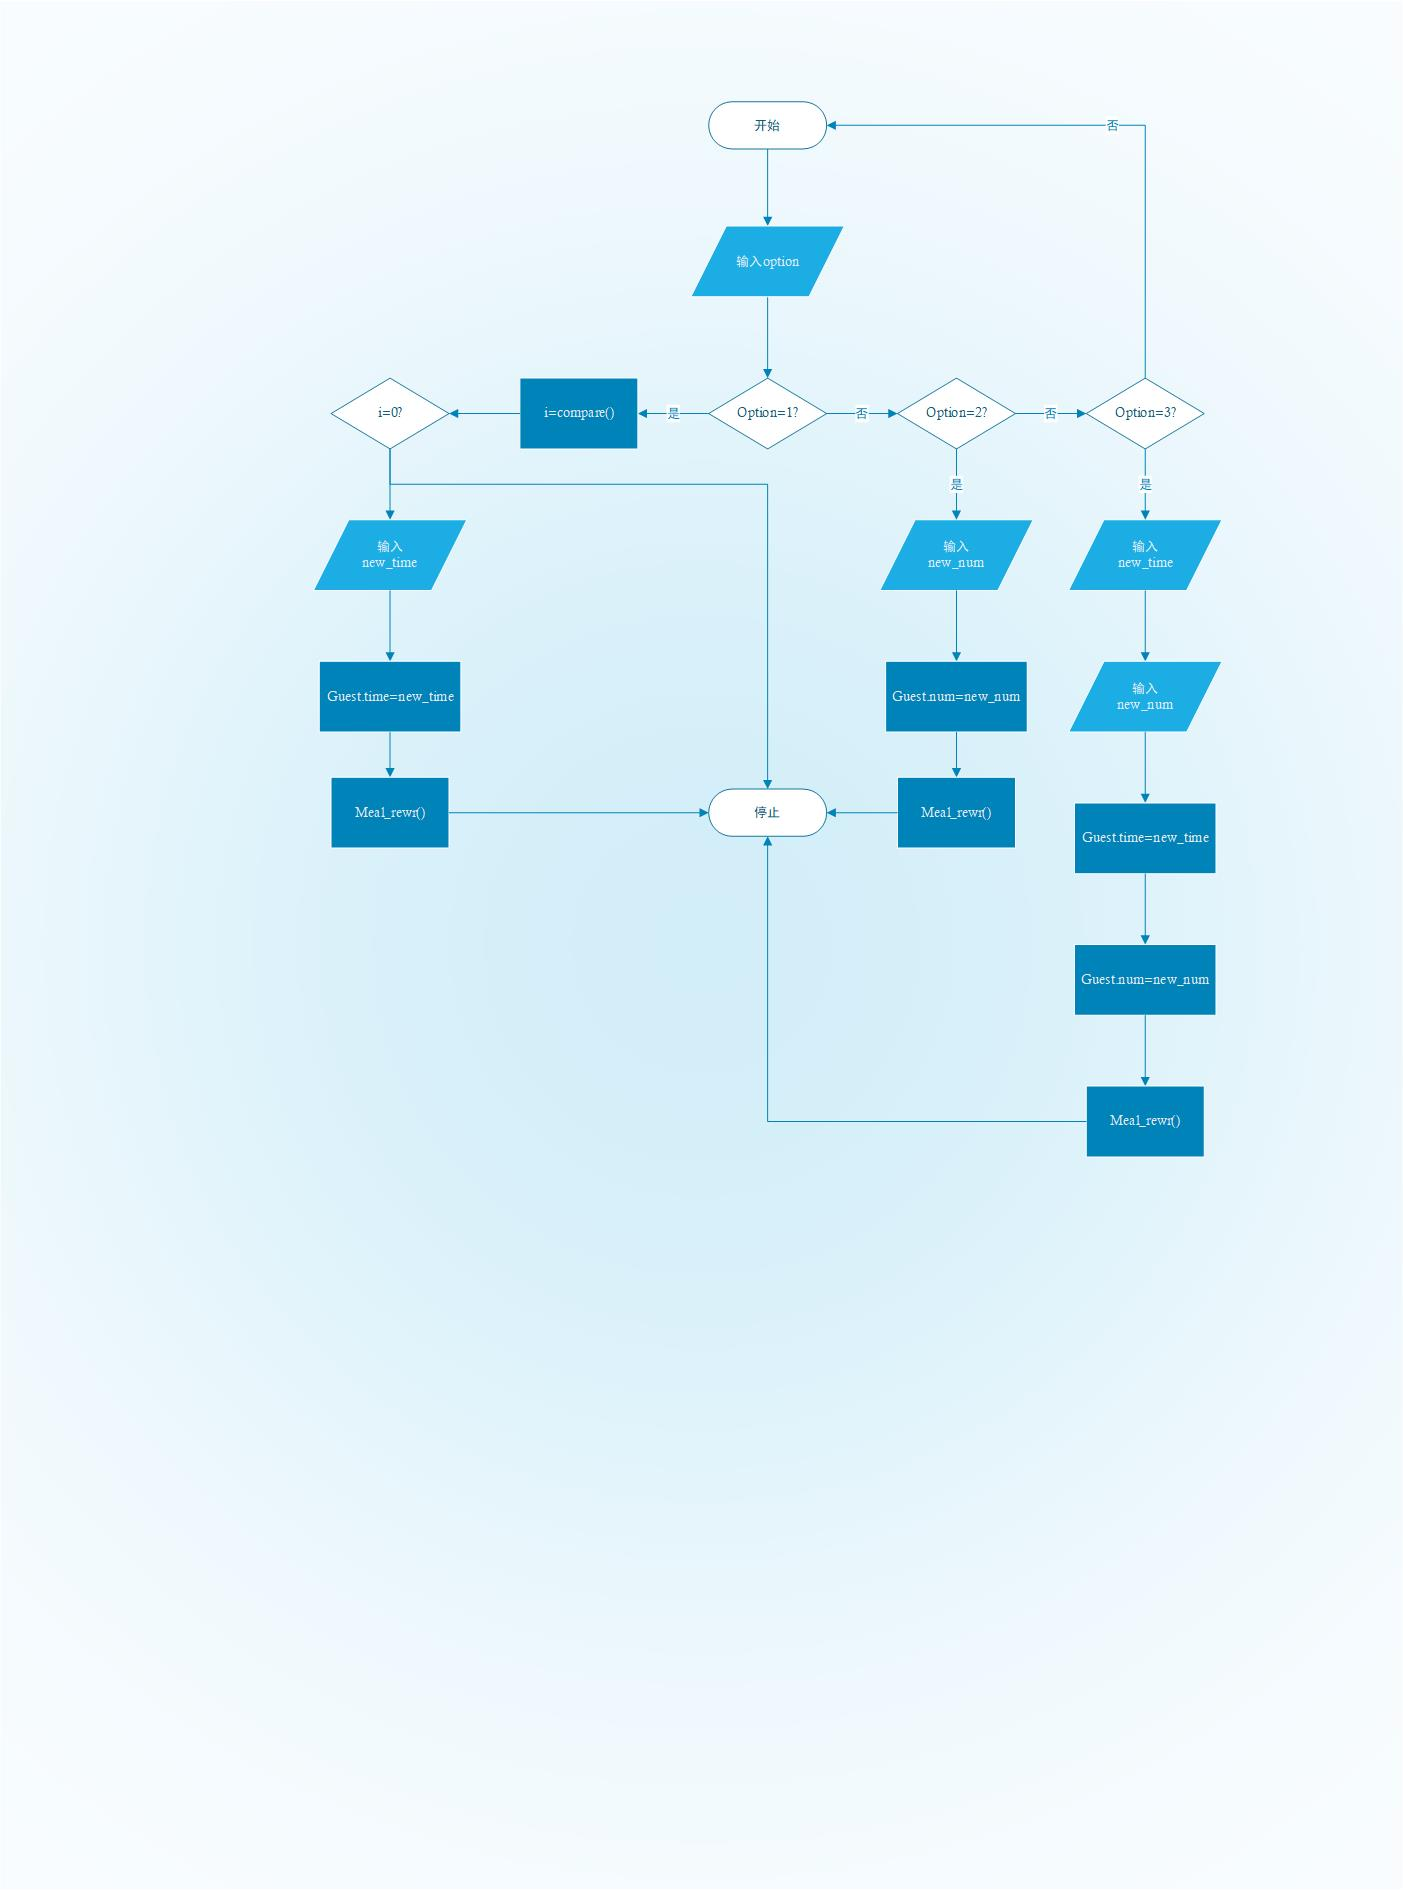 开始
否
输入option
i=0?
i=compare()
是
Option=1?
否
Option=2?
否
Option=3?
是
是
输入
new_time
输入
new_num
输入
new_time
Guest.time=new_time
Guest.num=new_num
输入
new_num
Meal_rewr()
停止
Meal_rewr()
Guest.time=new_time
Guest.num=new_num
Meal_rewr()